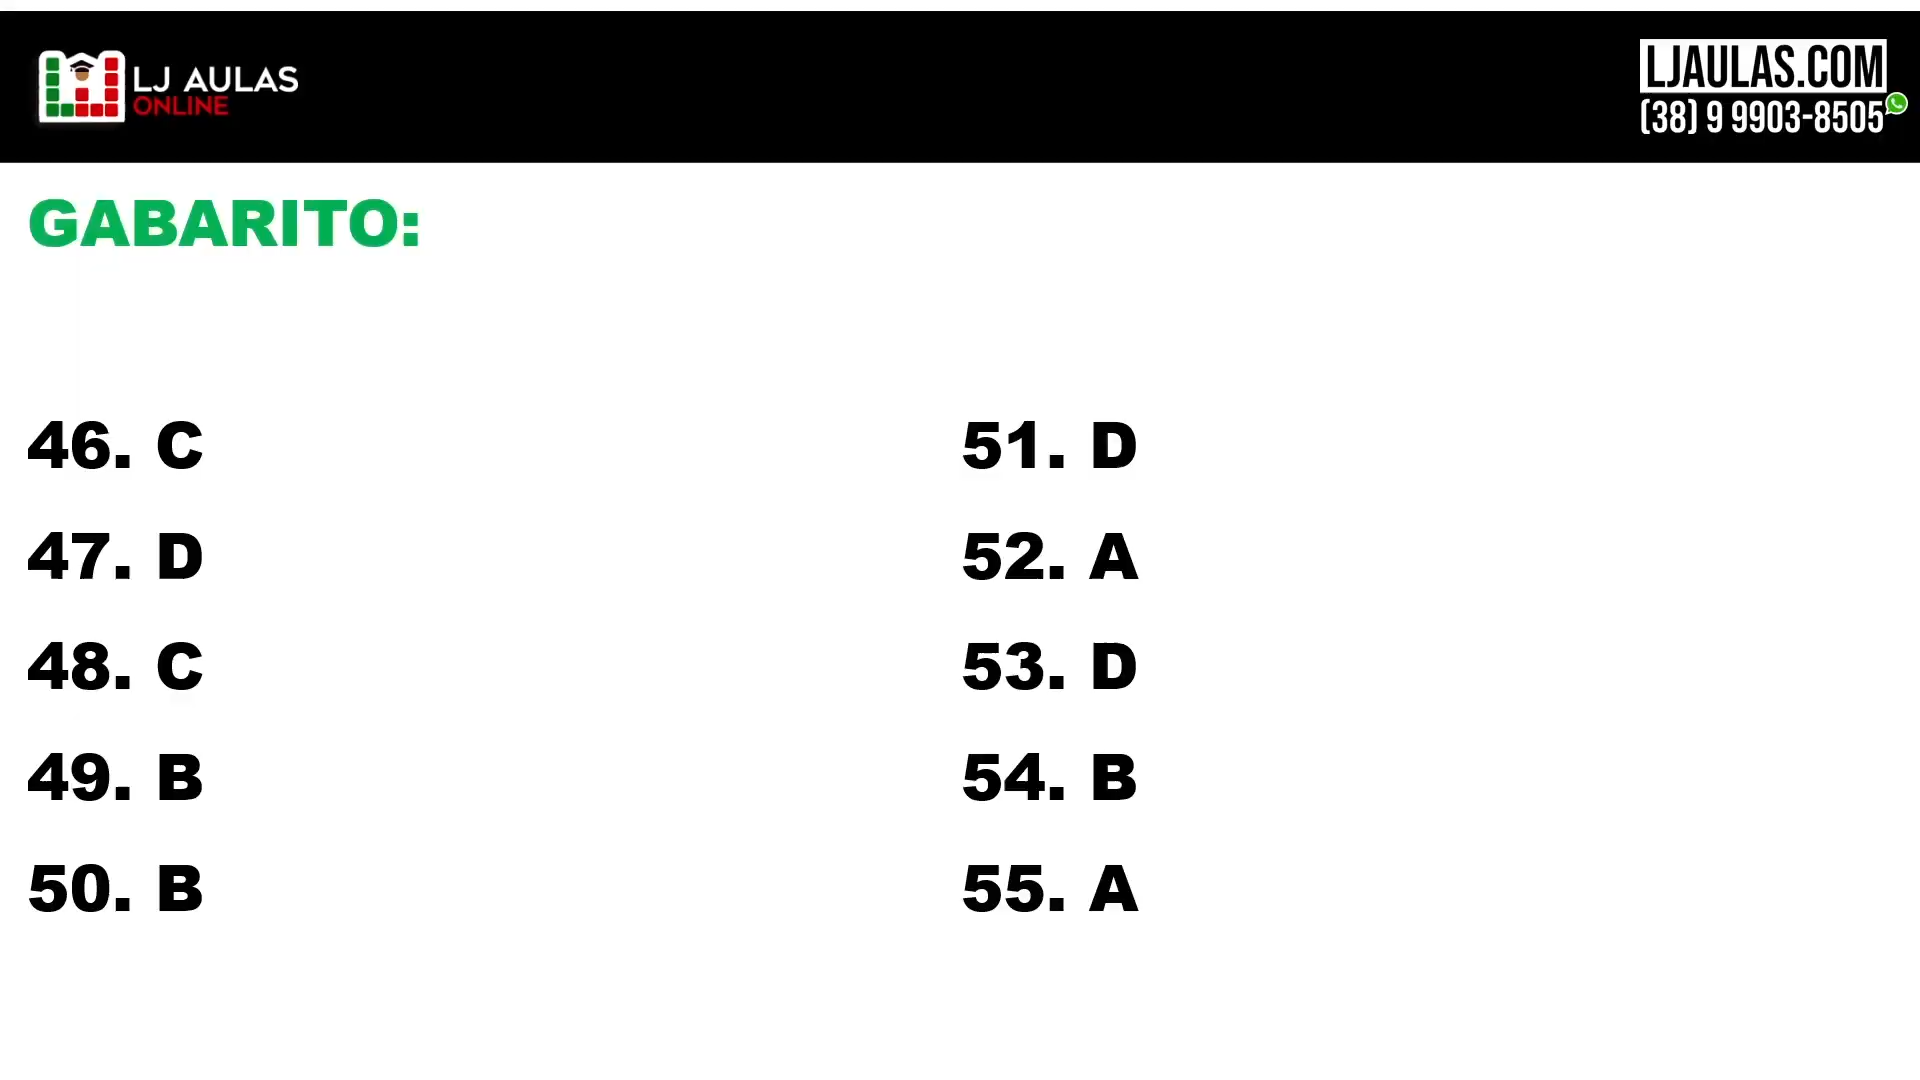 LJ AULAS
ONLINE
LJAULAS.COM
(38) 9 9903-8505
GABARITO:
46. C
47. D
48. C
49. B
50. B
51. D
52. A
53. D
54. B
55. A